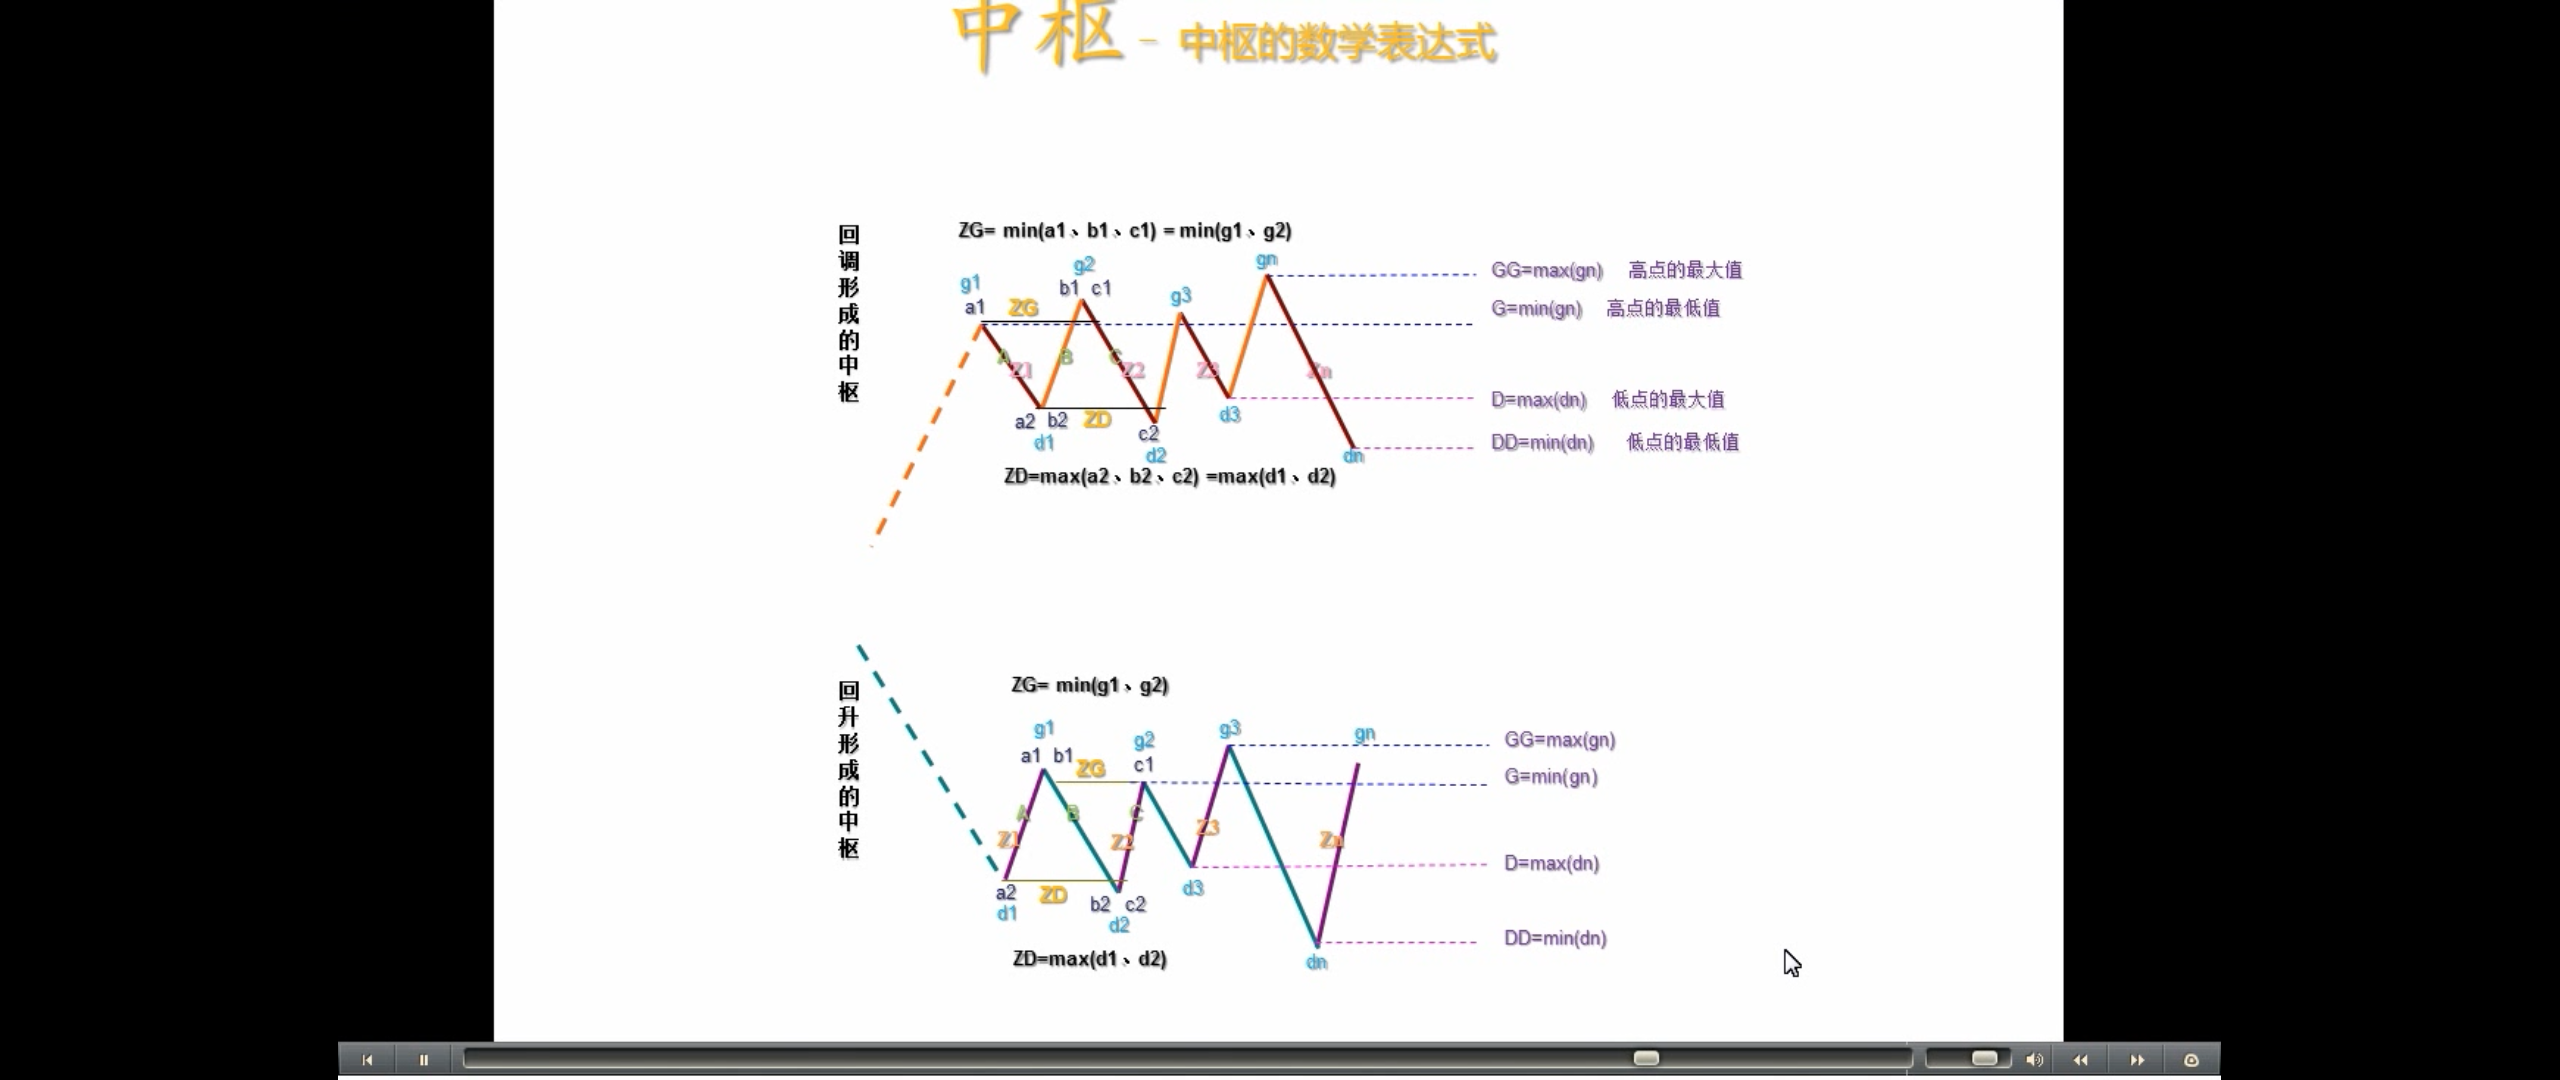 中枢 - 中枢的数学表达式
回调形成的中枢
ZG= min(a1、b1、c1) = min(g1、g2)
g1
a1
ZG
g2
b1 c1
g3
gn
A
Z1
B
C
Z2
Z3
Zn
a2 b2
d1
ZD
c2
d2
d3
dn
ZD=max(a2、b2、c2) =max(d1、d2)
GG=max(gn) 高点的最大值
G=min(gn) 高点的最低值
D=max(dn) 低点的最大值
DD=min(dn) 低点的最低值
回升形成的中枢
ZG= min(g1、g2)
g1
a1 b1
ZG
g2
c1
g3
gn
A
Z1
B
C
Z2
Z3
Zn
a2
d1
ZD
b2 c2
d2
d3
dn
ZD=max(d1、d2)
GG=max(gn)
G=min(gn)
D=max(dn)
DD=min(dn)